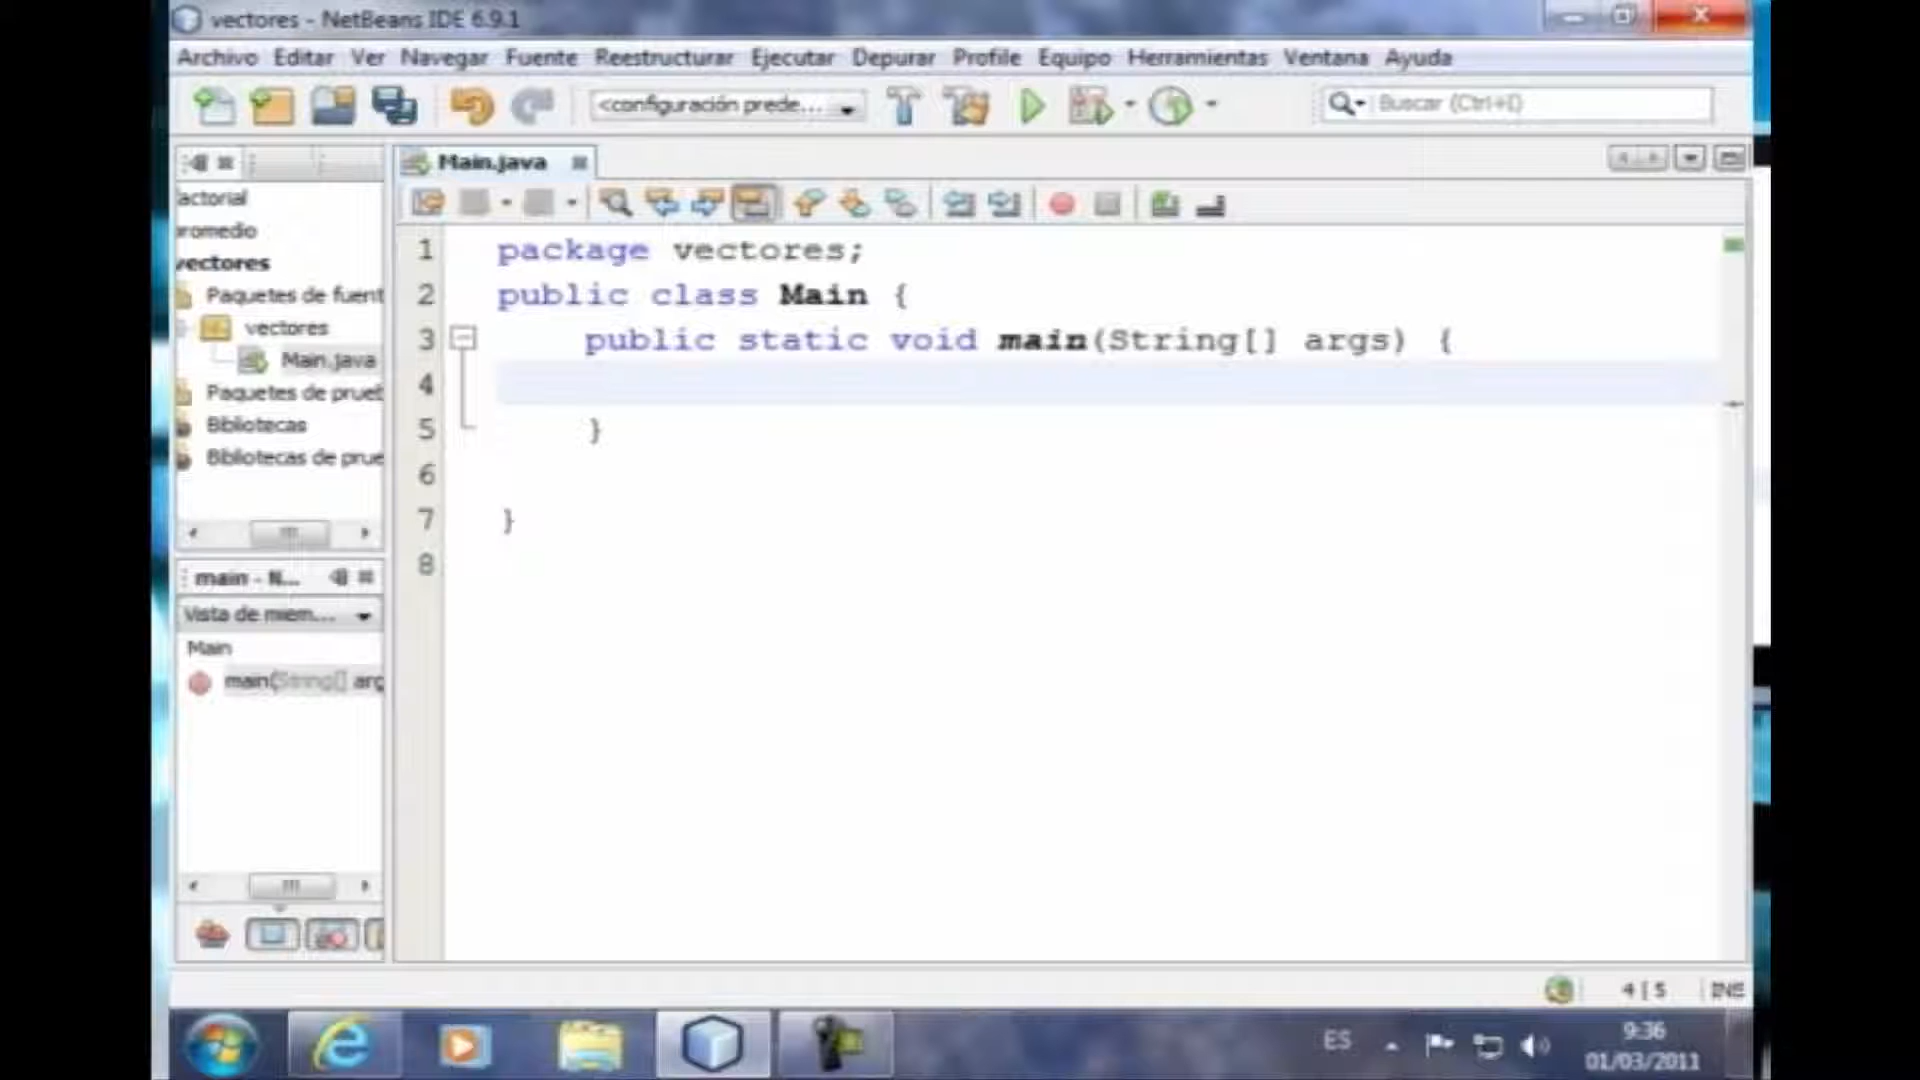 vectores - NetBeans IDE 6.9.1
Archivo Editar Ver Navegar Fuente Reestructurar Ejecutar Depurar Profile Equipo Herramientas Ventana Ayuda
<configuración prede...
Buscar (Ctrl+I)
Main.java
actorial
romedio
vectores
Paquetes de fuent
vectores
Main.java
Paquetes de prueb
Bibliotecas
Bibliotecas de prue
1 package vectores;
2 public class Main {
3 public static void main(String[] args) {
4
5 }
6
7 }
8
main - N...
Vista de miem...
Main
main(String[] arg
4 | 5 INS
ES
9:36
01/03/2011